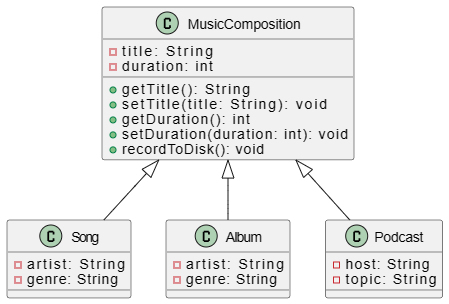 C MusicComposition
title: String
duration: int
getTitle(): String
setTitle(title: String): void
getDuration(): int
setDuration(duration: int): void
recordToDisk(): void
C Song
artist: String
genre: String
C Album
artist: String
genre: String
C Podcast
host: String
topic: String